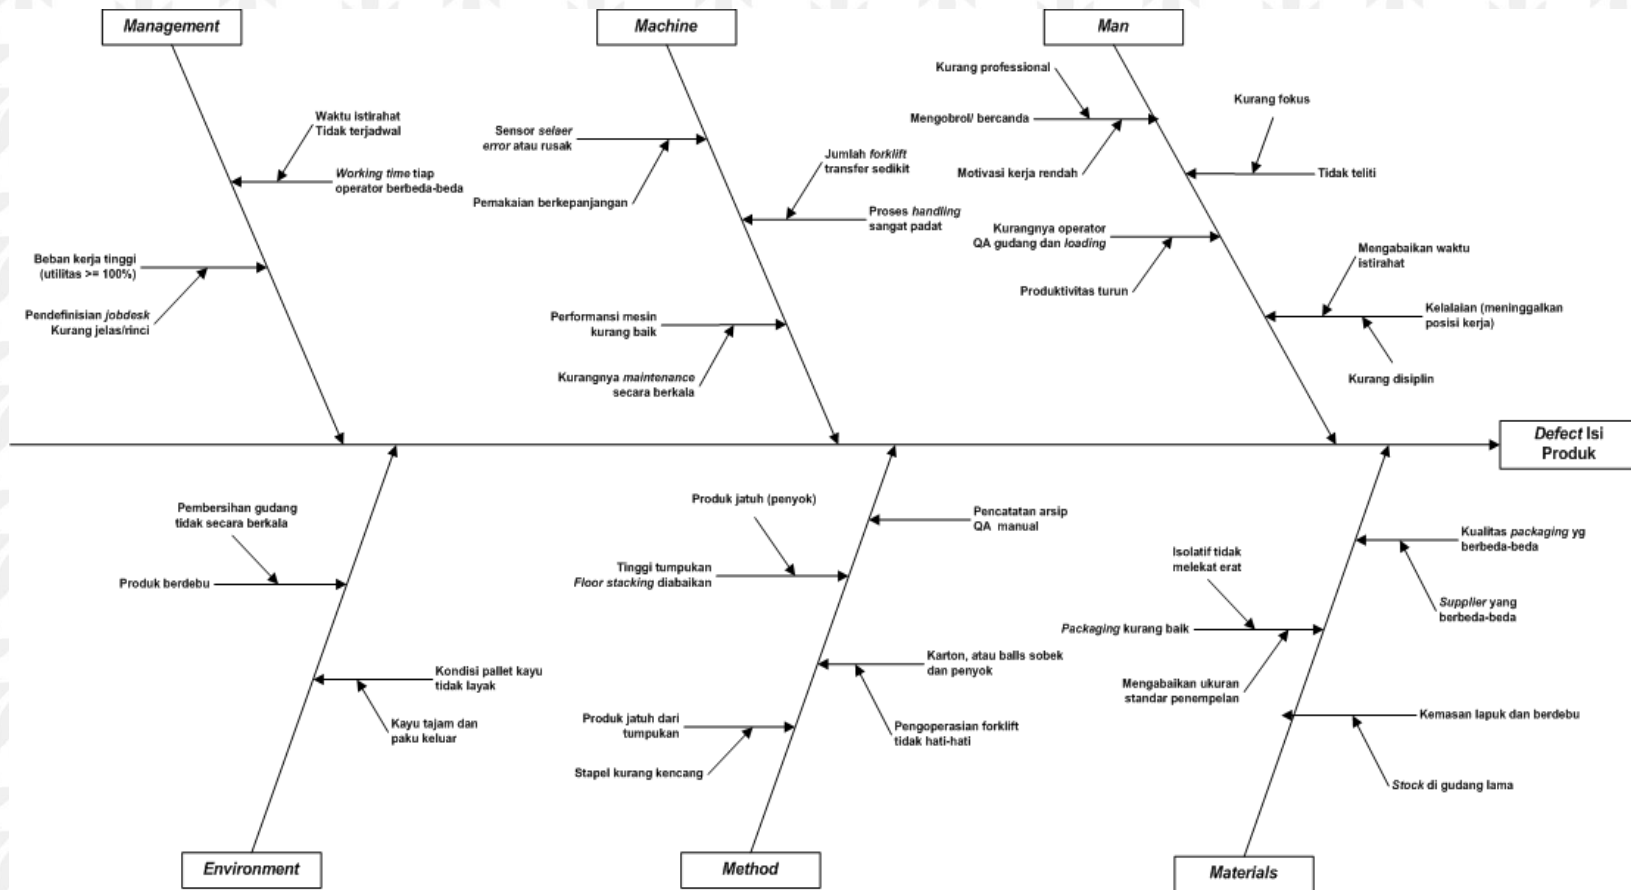 Management
Machine
Man
Waktu istirahat
Tidak terjadwal
Working time tiap
operator berbeda-beda
Beban kerja tinggi
(utilitas >= 100%)
Pendefinisian jobdesk
Kurang jelas/rinci
Sensor selaer
error atau rusak
Pemakaian berkepanjangan
Jumlah forklift
transfer sedikit
Proses handling
sangat padat
Performansi mesin
kurang baik
Kurangnya maintenance
secara berkala
Kurang professional
Mengobrol/ bercanda
Motivasi kerja rendah
Kurang fokus
Tidak teliti
Kurangnya operator
QA gudang dan loading
Produktivitas turun
Mengabaikan waktu
istirahat
Kelalaian (meninggalkan
posisi kerja)
Kurang disiplin
Defect Isi
Produk
Pembersihan gudang
tidak secara berkala
Produk berdebu
Kondisi pallet kayu
tidak layak
Kayu tajam dan
paku keluar
Produk jatuh (penyok)
Tinggi tumpukan
Floor stacking diabaikan
Pencatatan arsip
QA manual
Karton, atau balls sobek
dan penyok
Pengoperasian forklift
tidak hati-hati
Produk jatuh dari
tumpukan
Stapel kurang kencang
Kualitas packaging yg
berbeda-beda
Supplier yang
berbeda-beda
Isolatif tidak
melekat erat
Packaging kurang baik
Mengabaikan ukuran
standar penempelan
Kemasan lapuk dan berdebu
Stock di gudang lama
Environment
Method
Materials